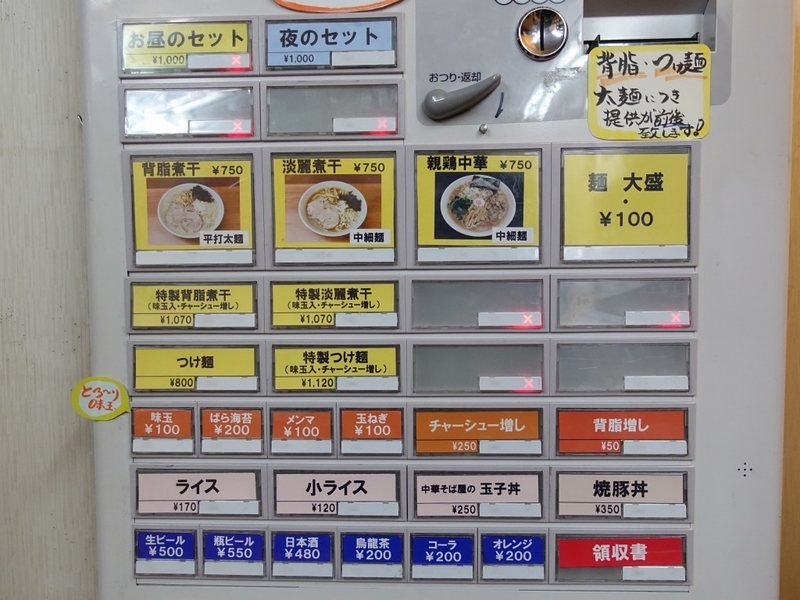 お昼のセット
¥1,000
夜のセット
¥1,000
おつり・返却
背脂・つけ麺
太麺につき
提供が前後
致します!
背脂煮干 ¥750
平打太麺
淡麗煮干 ¥750
中細麺
親鶏中華 ¥750
中細麺
麺 大盛
・
¥100
特製背脂煮干
(味玉入・チャーシュー増し)
¥1,070
特製淡麗煮干
(味玉入・チャーシュー増し)
¥1,070
つけ麺
¥800
特製つけ麺
(味玉入・チャーシュー増し)
¥1,120
とろ〜り
味玉
味玉
¥100
ばら海苔
¥200
メンマ
¥100
玉ねぎ
¥100
チャーシュー増し
¥250
背脂増し
¥50
ライス
¥170
小ライス
¥120
中華そば屋の 玉子丼
¥250
焼豚丼
¥350
生ビール
¥500
瓶ビール
¥550
日本酒
¥480
烏龍茶
¥200
コーラ
¥200
オレンジ
¥200
領収書